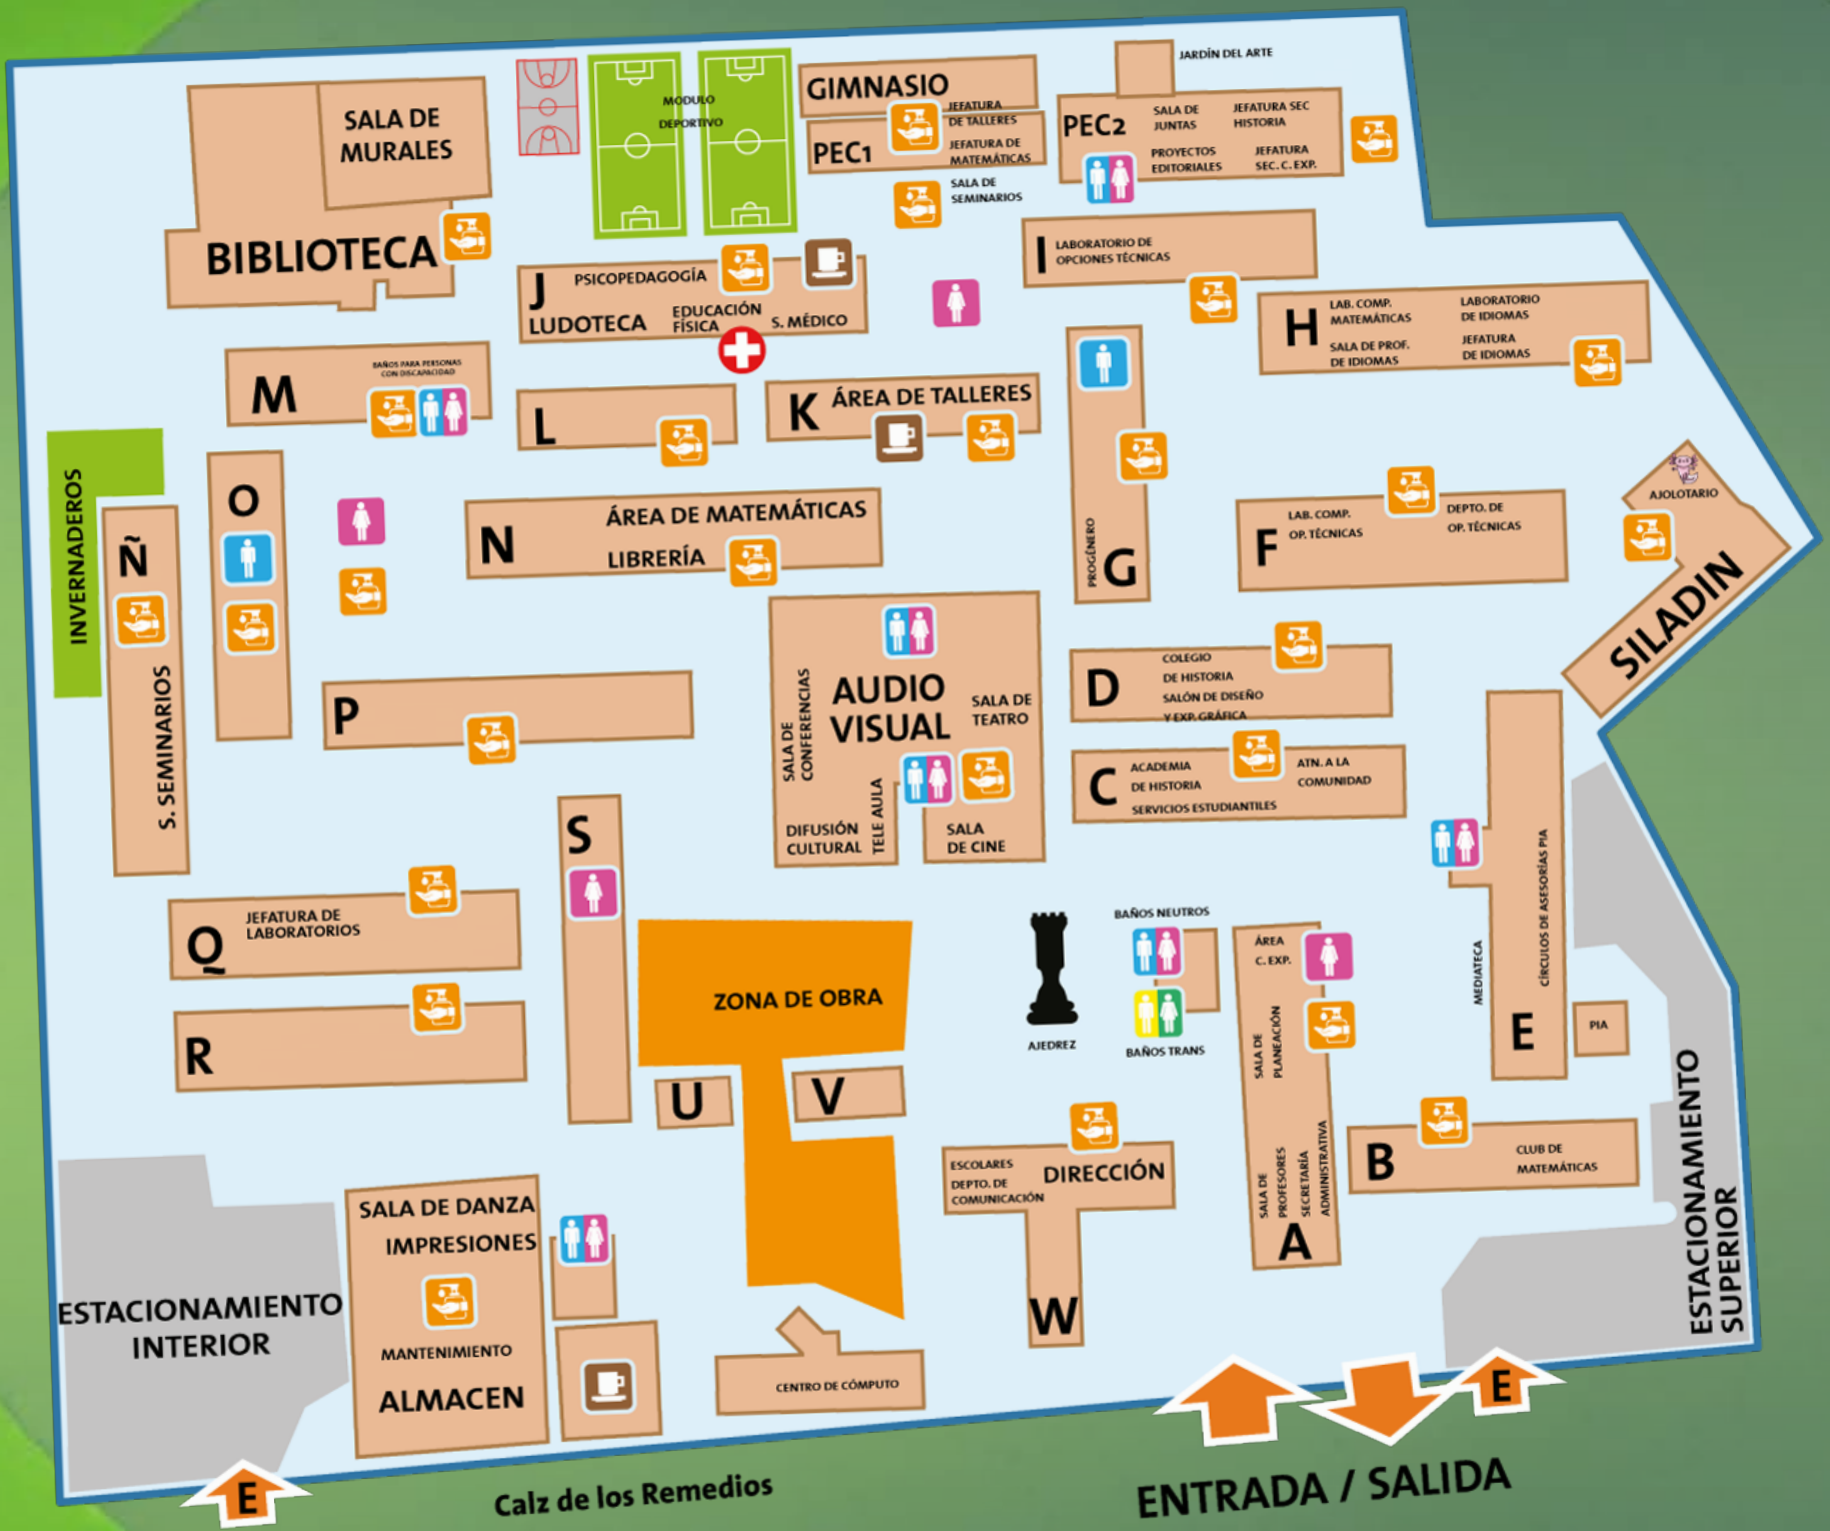 JARDÍN DEL ARTE
SALA DE
MURALES
BIBLIOTECA
MODULO
DEPORTIVO
GIMNASIO
JEFATURA
DE TALLERES
PEC1
JEFATURA DE
MATEMÁTICAS
SALA DE
SEMINARIOS
PEC2
SALA DE
JUNTAS
JEFATURA SEC
HISTORIA
PROYECTOS
EDITORIALES
JEFATURA
SEC. C. EXP.
J
PSICOPEDAGOGÍA
LUDOTECA
EDUCACIÓN
FÍSICA
S. MÉDICO
I
LABORATORIO DE
OPCIONES TÉCNICAS
H
LAB. COMP.
MATEMÁTICAS
LABORATORIO
DE IDIOMAS
SALA DE PROF.
DE IDIOMAS
JEFATURA
DE IDIOMAS
M
BAÑOS PARA PERSONAS
CON DISCAPACIDAD
L
K
ÁREA DE TALLERES
INVERNADEROS
Ñ
S. SEMINARIOS
O
N
ÁREA DE MATEMÁTICAS
LIBRERÍA
PROGÉNERO
G
F
LAB. COMP.
OP. TÉCNICAS
DEPTO. DE
OP. TÉCNICAS
AJOLOTARIO
SILADIN
P
AUDIO
VISUAL
SALA DE
CONFERENCIAS
SALA DE
TEATRO
DIFUSIÓN
CULTURAL
TELE AULA
SALA
DE CINE
D
COLEGIO
DE HISTORIA
SALÓN DE DISEÑO
Y EXP. GRÁFICA
C
ACADEMIA
DE HISTORIA
ATN. A LA
COMUNIDAD
SERVICIOS ESTUDIANTILES
S
Q
JEFATURA DE
LABORATORIOS
R
ZONA DE OBRA
U
V
AJEDREZ
BAÑOS NEUTROS
BAÑOS TRANS
ÁREA
C. EXP.
SALA DE
PLANEACIÓN
SALA DE
PROFESORES
SECRETARÍA
ADMINISTRATIVA
A
MEDIATECA
CÍRCULOS DE ASESORÍAS PIA
E
PIA
B
CLUB DE
MATEMÁTICAS
ESCOLARES
DEPTO. DE
COMUNICACIÓN
DIRECCIÓN
W
ESTACIONAMIENTO
SUPERIOR
ESTACIONAMIENTO
INTERIOR
SALA DE DANZA
IMPRESIONES
MANTENIMIENTO
ALMACEN
CENTRO DE CÓMPUTO
E
E
Calz de los Remedios
ENTRADA / SALIDA